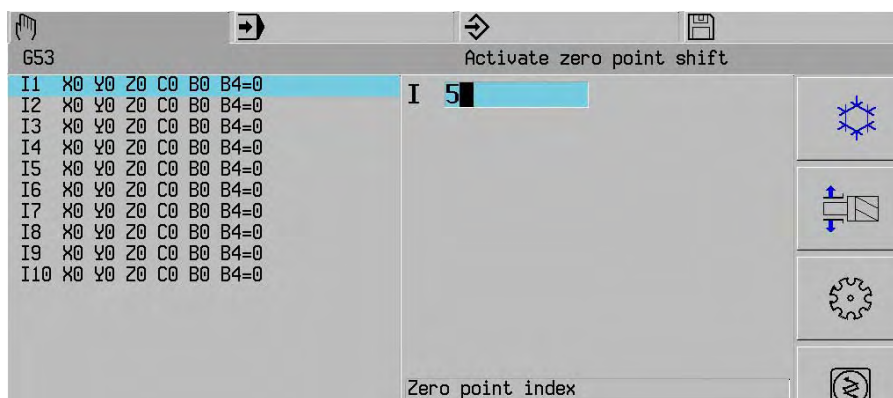 G53
Activate zero point shift
I1 X0 Y0 Z0 C0 B0 B4=0
I2 X0 Y0 Z0 C0 B0 B4=0
I3 X0 Y0 Z0 C0 B0 B4=0
I4 X0 Y0 Z0 C0 B0 B4=0
I5 X0 Y0 Z0 C0 B0 B4=0
I6 X0 Y0 Z0 C0 B0 B4=0
I7 X0 Y0 Z0 C0 B0 B4=0
I8 X0 Y0 Z0 C0 B0 B4=0
I9 X0 Y0 Z0 C0 B0 B4=0
I10 X0 Y0 Z0 C0 B0 B4=0
I 5
Zero point index